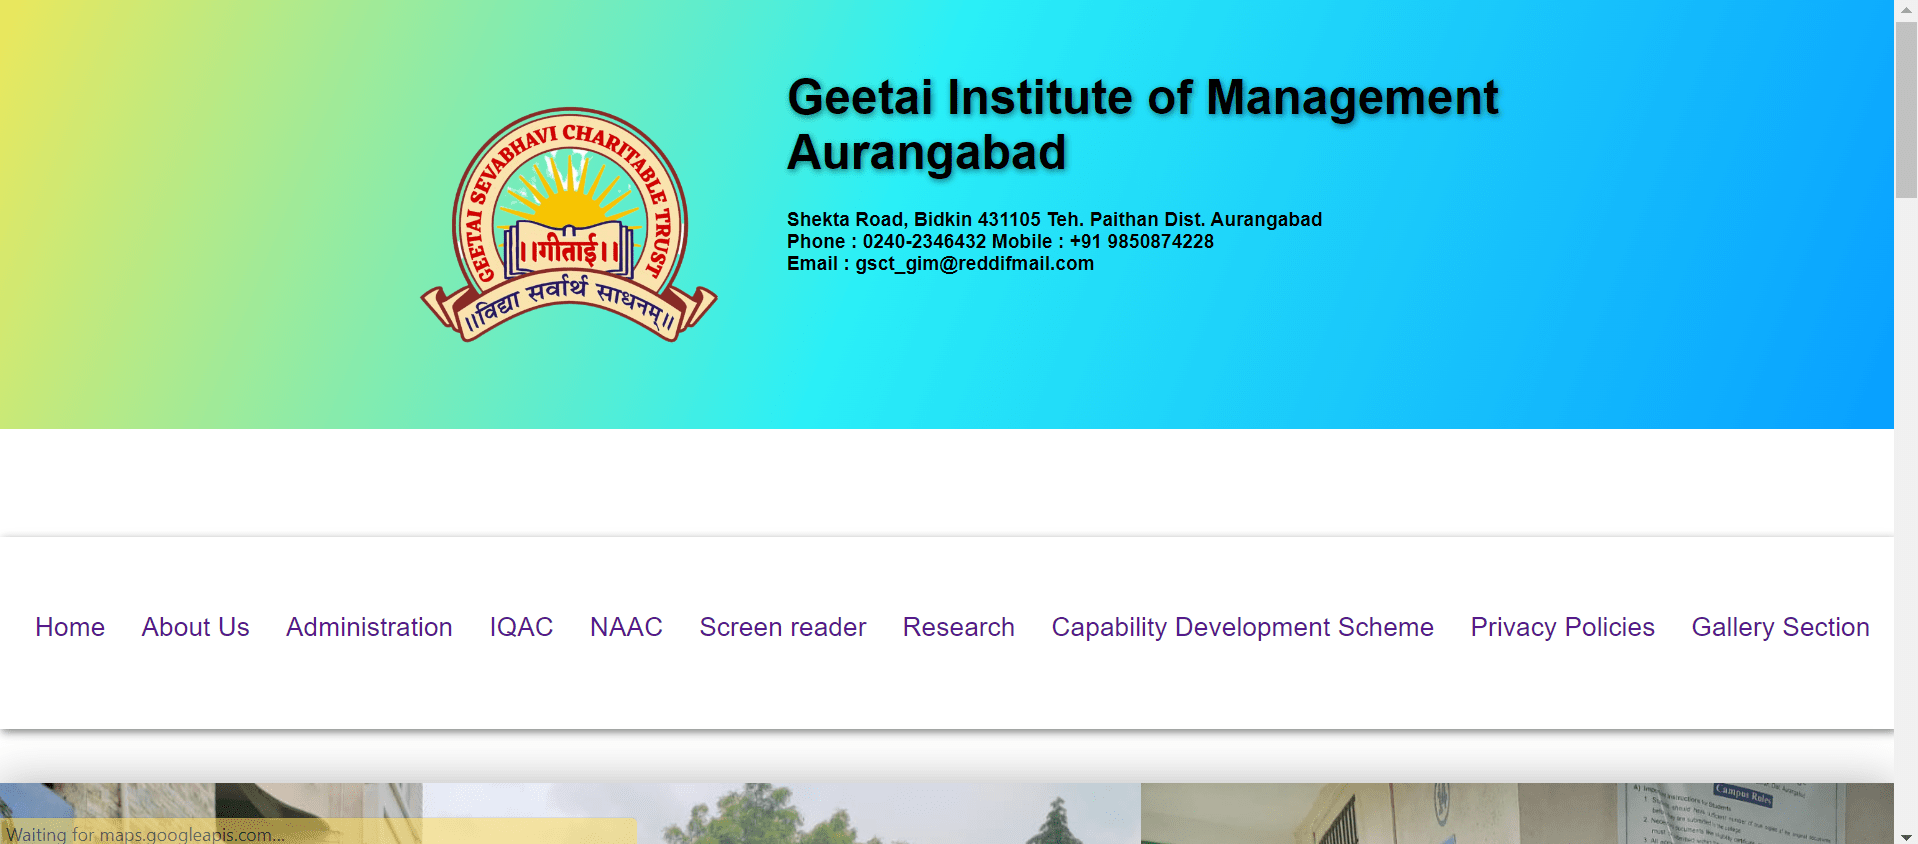 Geetai Institute of Management
Aurangabad
Shekta Road, Bidkin 431105 Teh. Paithan Dist. Aurangabad
Phone : 0240-2346432 Mobile : +91 9850874228
Email : gsct_gim@reddifmail.com
GEETAI SEVABHAVI CHARITABLE TRUST
||गीताई||
||विद्या सर्वार्थ साधनम्||
Home About Us Administration IQAC NAAC Screen reader Research Capability Development Scheme Privacy Policies Gallery Section
Campus Rules
Waiting for maps.googleapis.com...